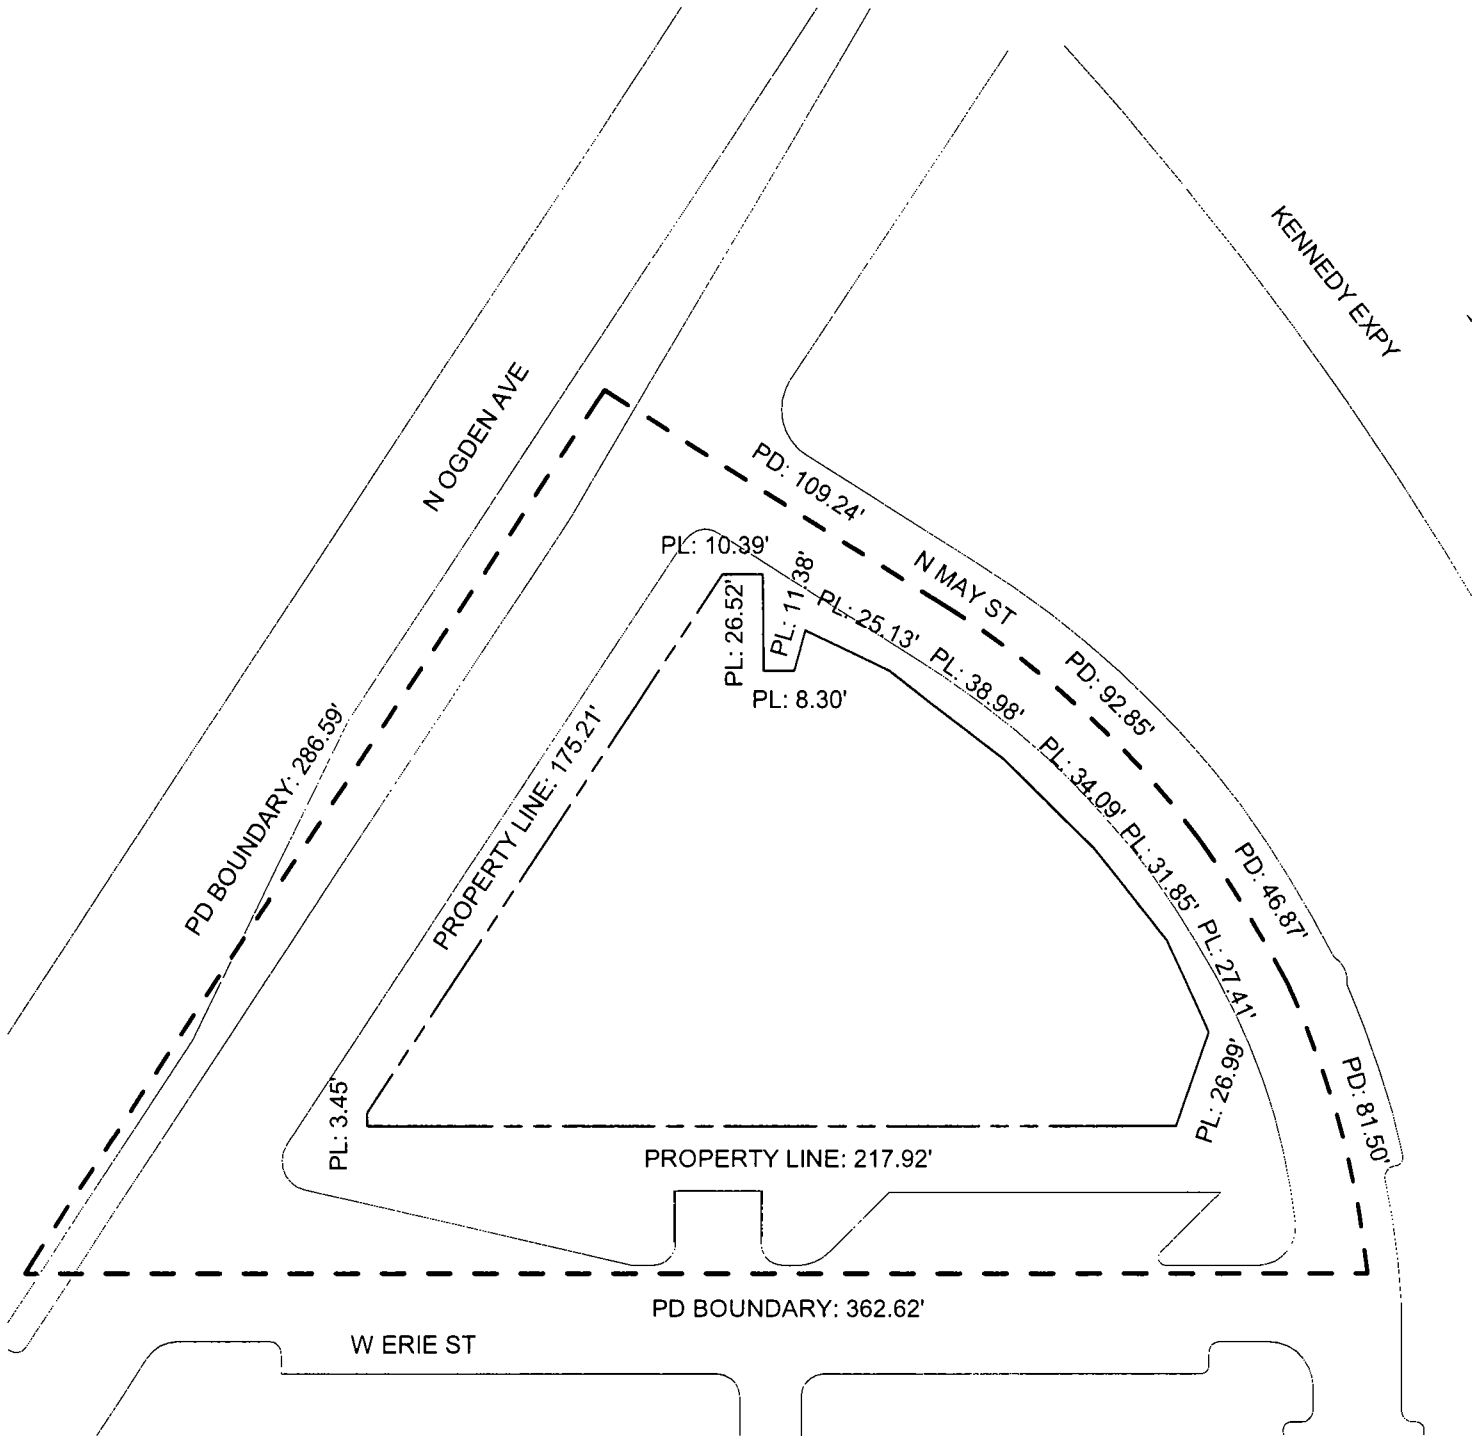 KENNEDY EXPY
N OGDEN AVE
PD: 109.24'
PL: 10.39'
N MAY ST
PL: 11.38'
PL: 26.52'
PL: 25.13'
PL: 38.98'
PD: 92.85'
PL: 8.30'
PD BOUNDARY: 286.59'
PROPERTY LINE: 175.21'
PL: 34.09'
PL: 31.85'
PD: 46.87'
PL: 27.41'
PL: 26.99'
PD: 81.50'
PL: 3.45'
PROPERTY LINE: 217.92'
PD BOUNDARY: 362.62'
W ERIE ST